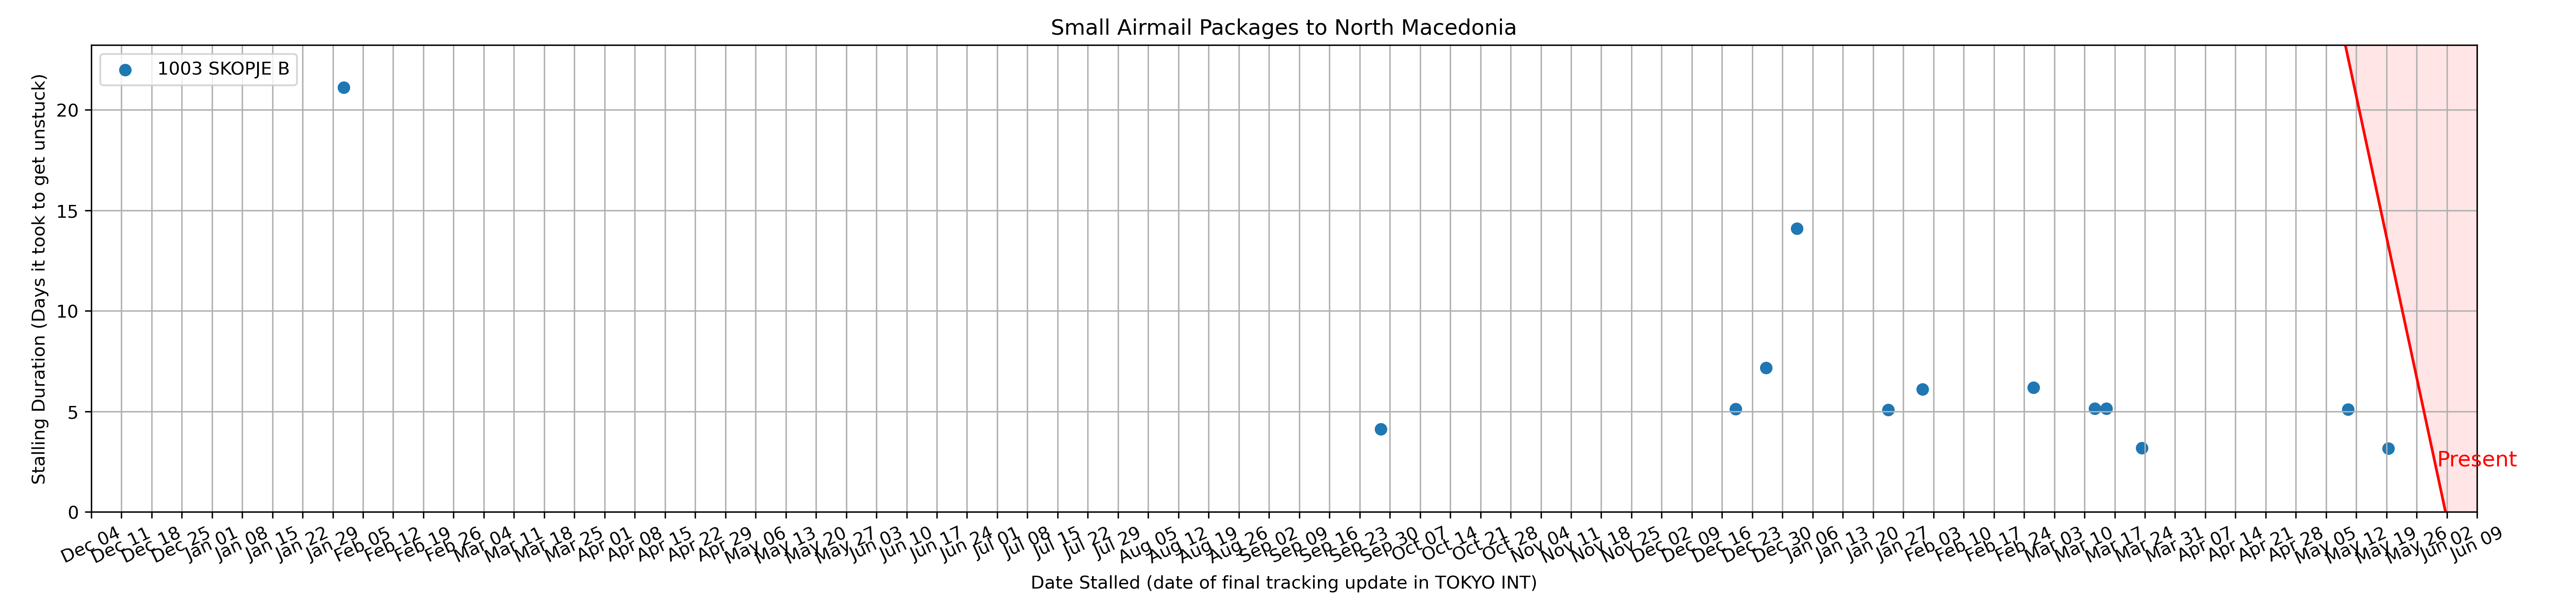 Small Airmail Packages to North Macedonia
1003 SKOPJE B
Stalling Duration (Days it took to get unstuck)
20
15
10
5
0
Present
Dec 04 Dec 11 Dec 18 Dec 25 Jan 01 Jan 08 Jan 15 Jan 22 Jan 29 Feb 05 Feb 12 Feb 19 Feb 26 Mar 04 Mar 11 Mar 18 Mar 25 Apr 01 Apr 08 Apr 15 Apr 22 Apr 29 May 06 May 13 May 20 May 27 Jun 03 Jun 10 Jun 17 Jun 24 Jul 01 Jul 08 Jul 15 Jul 22 Jul 29 Aug 05 Aug 12 Aug 19 Aug 26 Sep 02 Sep 09 Sep 16 Sep 23 Sep 30 Oct 07 Oct 14 Oct 21 Oct 28 Nov 04 Nov 11 Nov 18 Nov 25 Dec 02 Dec 09 Dec 16 Dec 23 Dec 30 Jan 06 Jan 13 Jan 20 Jan 27 Feb 03 Feb 10 Feb 17 Feb 24 Mar 03 Mar 10 Mar 17 Mar 24 Mar 31 Apr 07 Apr 14 Apr 21 Apr 28 May 05 May 12 May 19 May 26 Jun 02 Jun 09
Date Stalled (date of final tracking update in TOKYO INT)